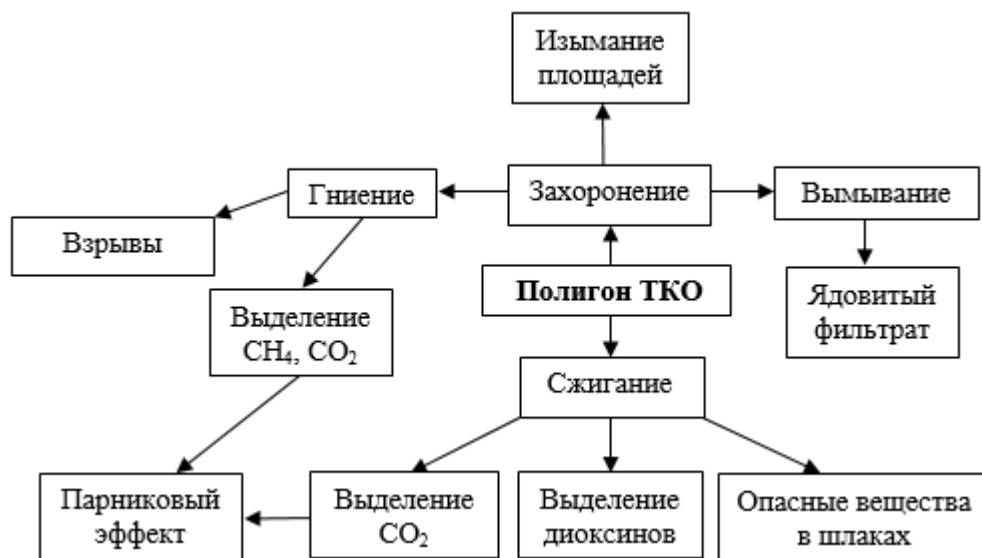 Изымание
площадей
Гниение
Захоронение
Вымывание
Взрывы
Полигон ТКО
Ядовитый
фильтрат
Выделение
CH₄, CO₂
Сжигание
Парниковый
эффект
Выделение
CO₂
Выделение
диоксинов
Опасные вещества
в шлаках